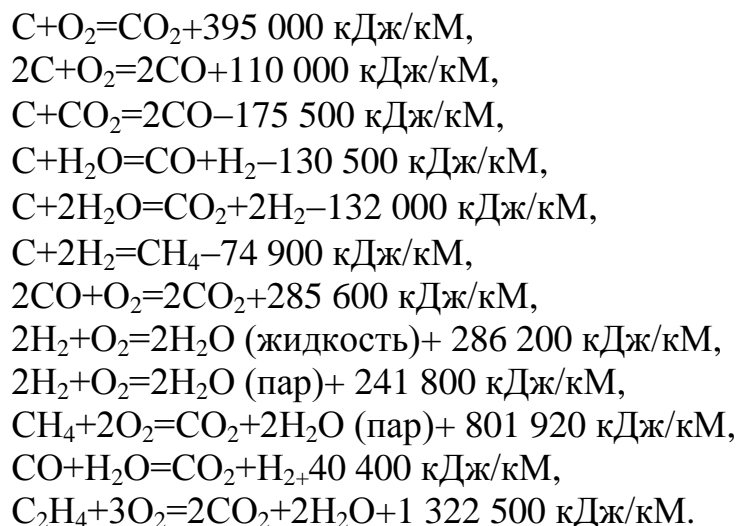 C+O₂=CO₂+395 000 кДж/кМ,
2C+O₂=2CO+110 000 кДж/кМ,
C+CO₂=2CO–175 500 кДж/кМ,
C+H₂O=CO+H₂–130 500 кДж/кМ,
C+2H₂O=CO₂+2H₂–132 000 кДж/кМ,
C+2H₂=CH₄–74 900 кДж/кМ,
2CO+O₂=2CO₂+285 600 кДж/кМ,
2H₂+O₂=2H₂O (жидкость)+ 286 200 кДж/кМ,
2H₂+O₂=2H₂O (пар)+ 241 800 кДж/кМ,
CH₄+2O₂=CO₂+2H₂O (пар)+ 801 920 кДж/кМ,
CO+H₂O=CO₂+H₂₊40 400 кДж/кМ,
C₂H₄+3O₂=2CO₂+2H₂O+1 322 500 кДж/кМ.